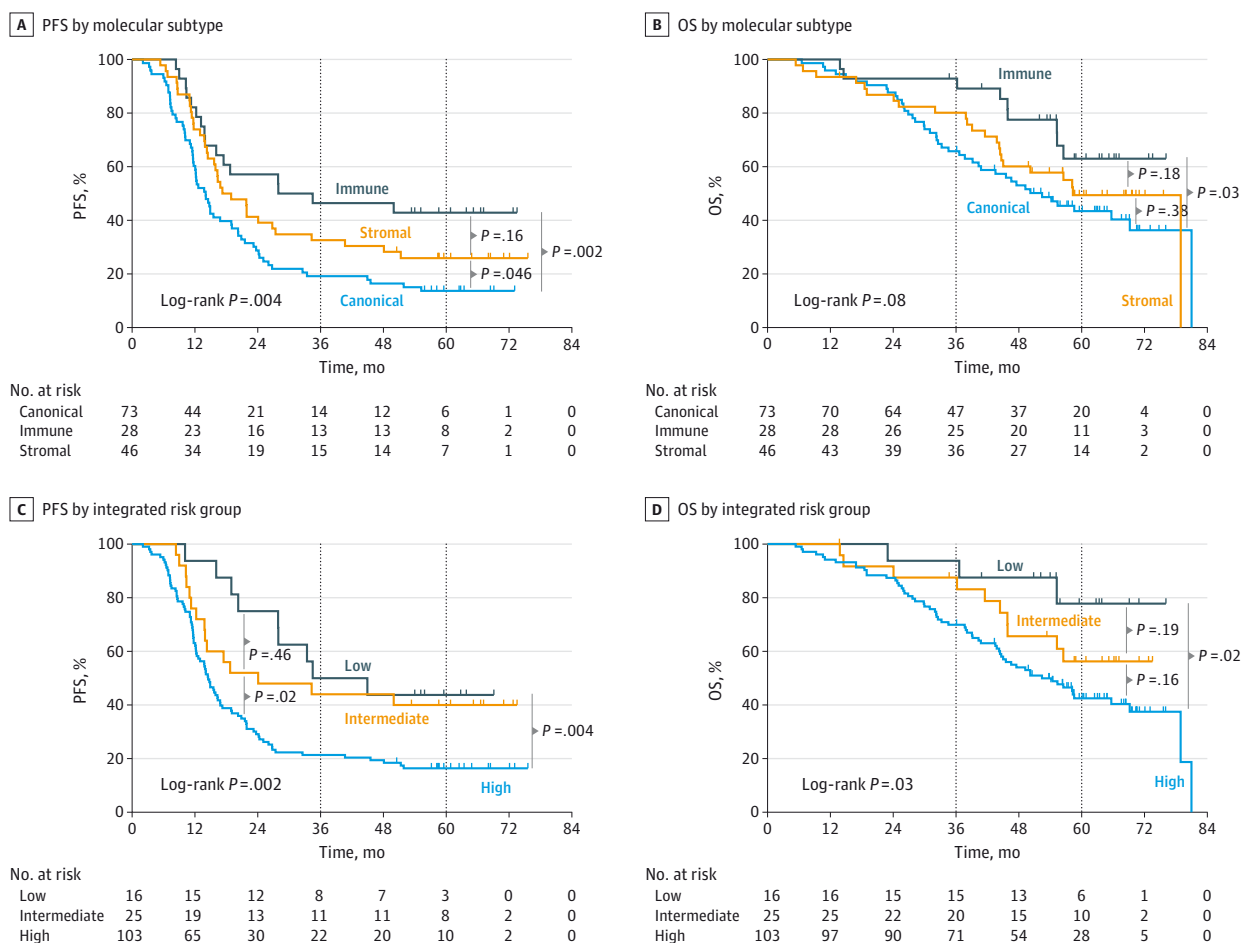 A PFS by molecular subtype
100
80
60
40
20
0
PFS, %
Immune
Stromal
Canonical
P = .16
P = .046
P = .002
Log-rank P = .004
0 12 24 36 48 60 72 84
Time, mo
No. at risk
Canonical 73 44 21 14 12 6 1 0
Immune 28 23 16 13 13 8 2 0
Stromal 46 34 19 15 14 7 1 0
B OS by molecular subtype
100
80
60
40
20
0
OS, %
Immune
Canonical
Stromal
P = .18
P = .38
P = .03
Log-rank P = .08
0 12 24 36 48 60 72 84
Time, mo
No. at risk
Canonical 73 70 64 47 37 20 4 0
Immune 28 28 26 25 20 11 3 0
Stromal 46 43 39 36 27 14 2 0
C PFS by integrated risk group
100
80
60
40
20
0
PFS, %
P = .46
P = .02
Low
Intermediate
High
P = .004
Log-rank P = .002
0 12 24 36 48 60 72 84
Time, mo
No. at risk
Low 16 15 12 8 7 3 0 0
Intermediate 25 19 13 11 11 8 2 0
High 103 65 30 22 20 10 2 0
D OS by integrated risk group
100
80
60
40
20
0
OS, %
Low
Intermediate
High
P = .19
P = .16
P = .02
Log-rank P = .03
0 12 24 36 48 60 72 84
Time, mo
No. at risk
Low 16 16 15 15 13 6 1 0
Intermediate 25 25 22 20 15 10 2 0
High 103 97 90 71 54 28 5 0